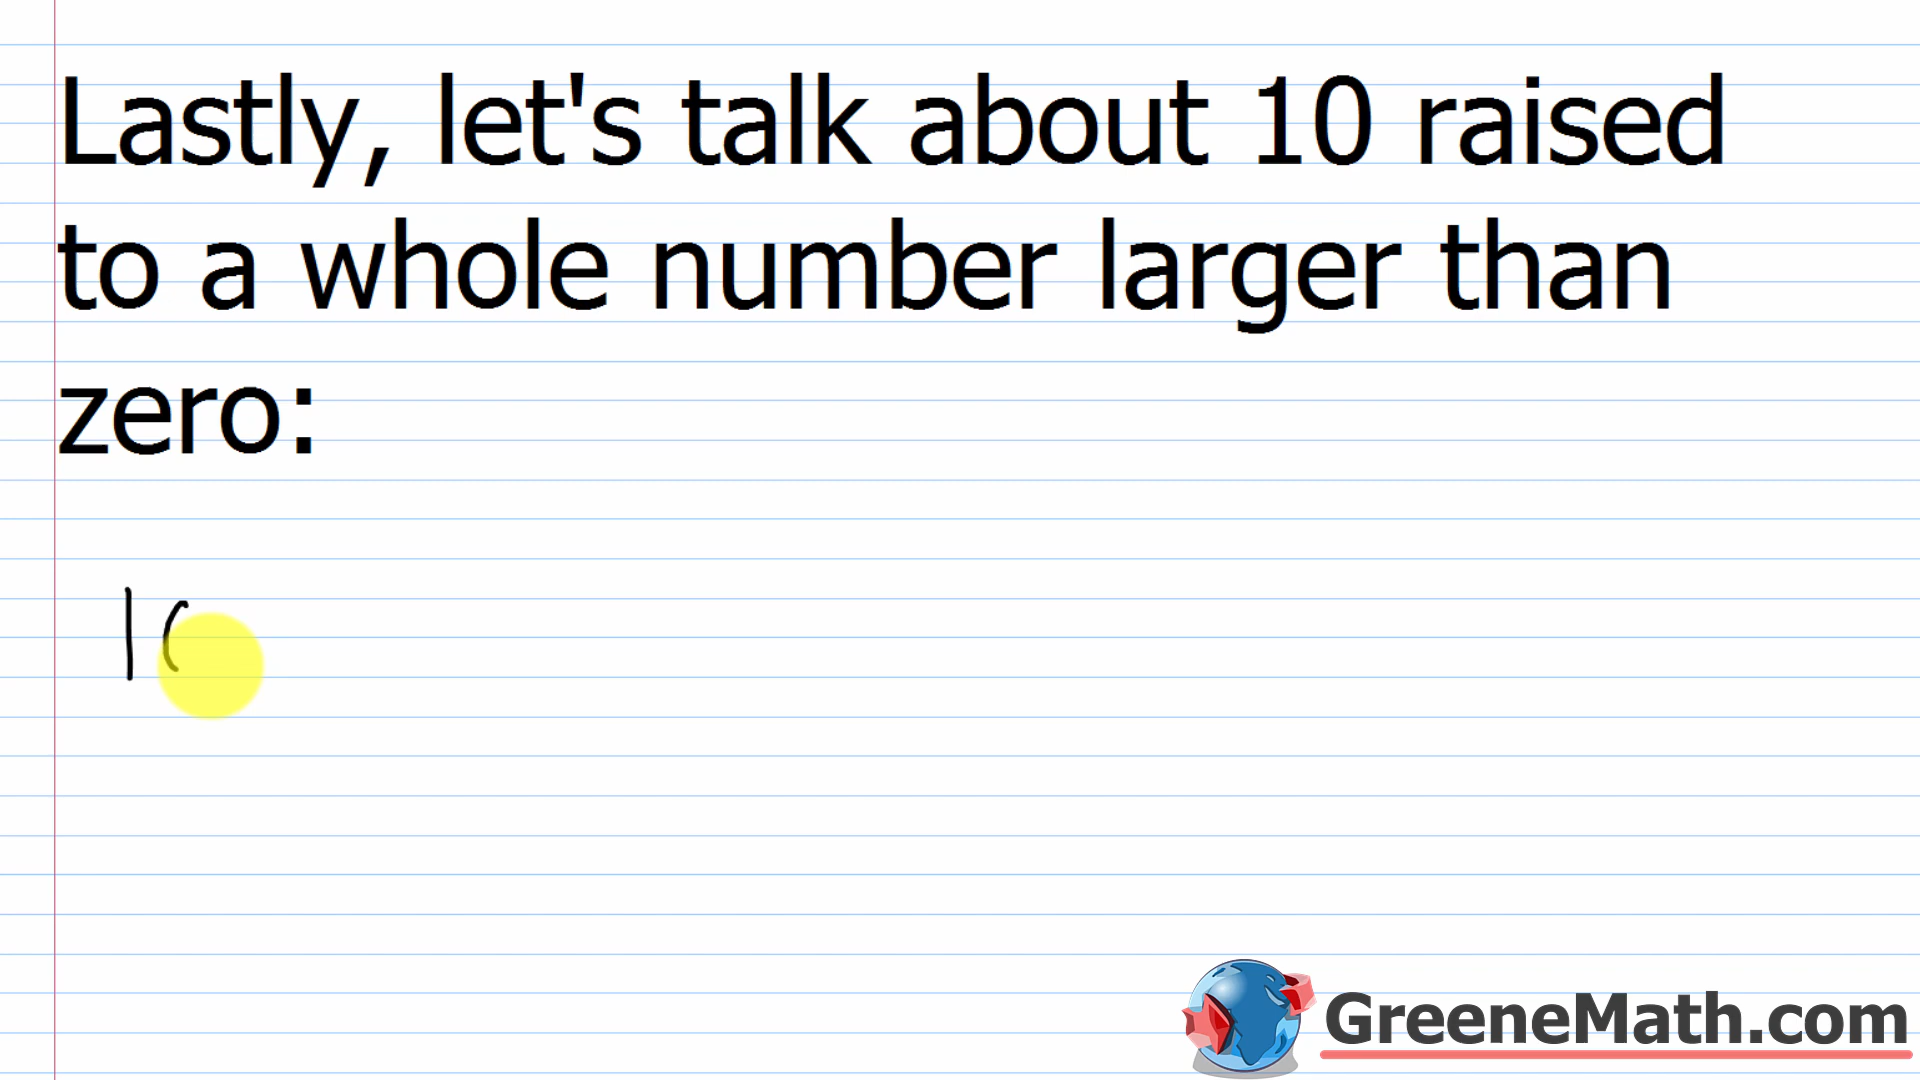 Lastly, let's talk about 10 raised
to a whole number larger than
zero:
10
GreeneMath.com